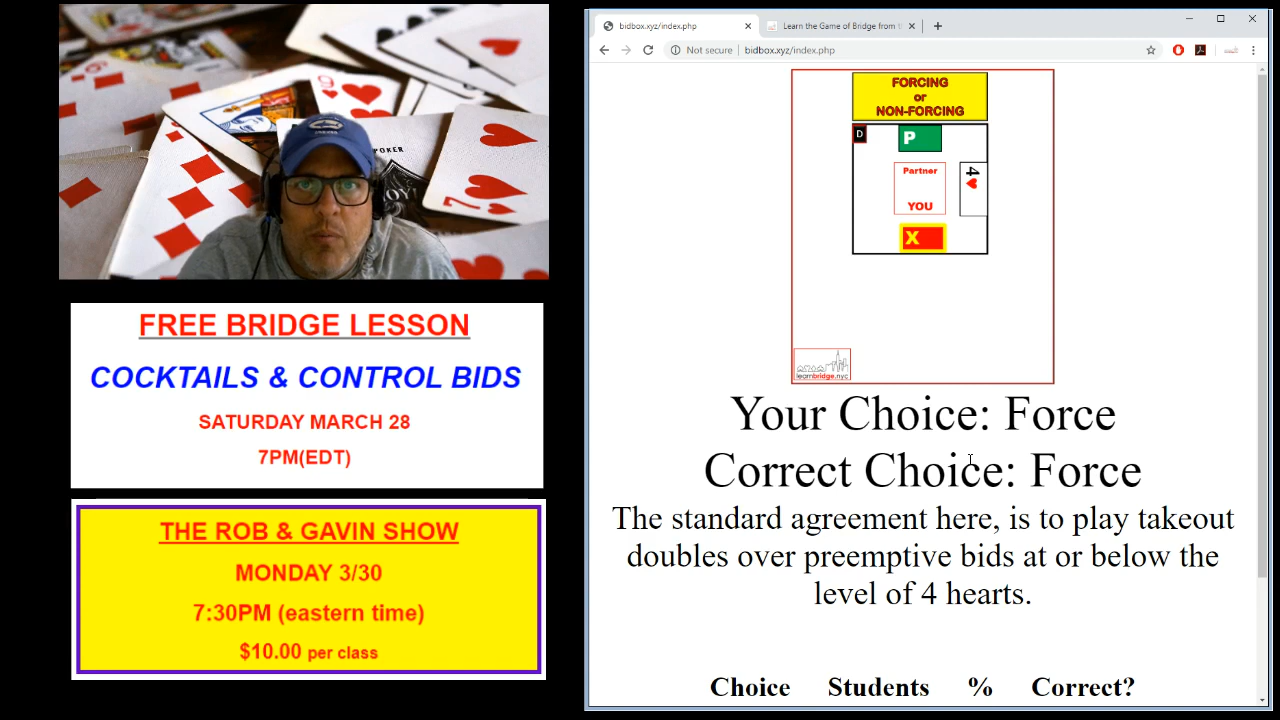 POKER
7
FREE BRIDGE LESSON
COCKTAILS & CONTROL BIDS
SATURDAY MARCH 28
7PM(EDT)
THE ROB & GAVIN SHOW
MONDAY 3/30
7:30PM (eastern time)
$10.00 per class
bidbox.xyz/index.php
Learn the Game of Bridge from t
Not secure
bidbox.xyz/index.php
FORCING
or
NON-FORCING
D
P
Partner
4
YOU
X
learnbridge.nyc
Your Choice: Force
Correct Choice: Force
The standard agreement here, is to play takeout
doubles over preemptive bids at or below the
level of 4 hearts.
Choice Students % Correct?